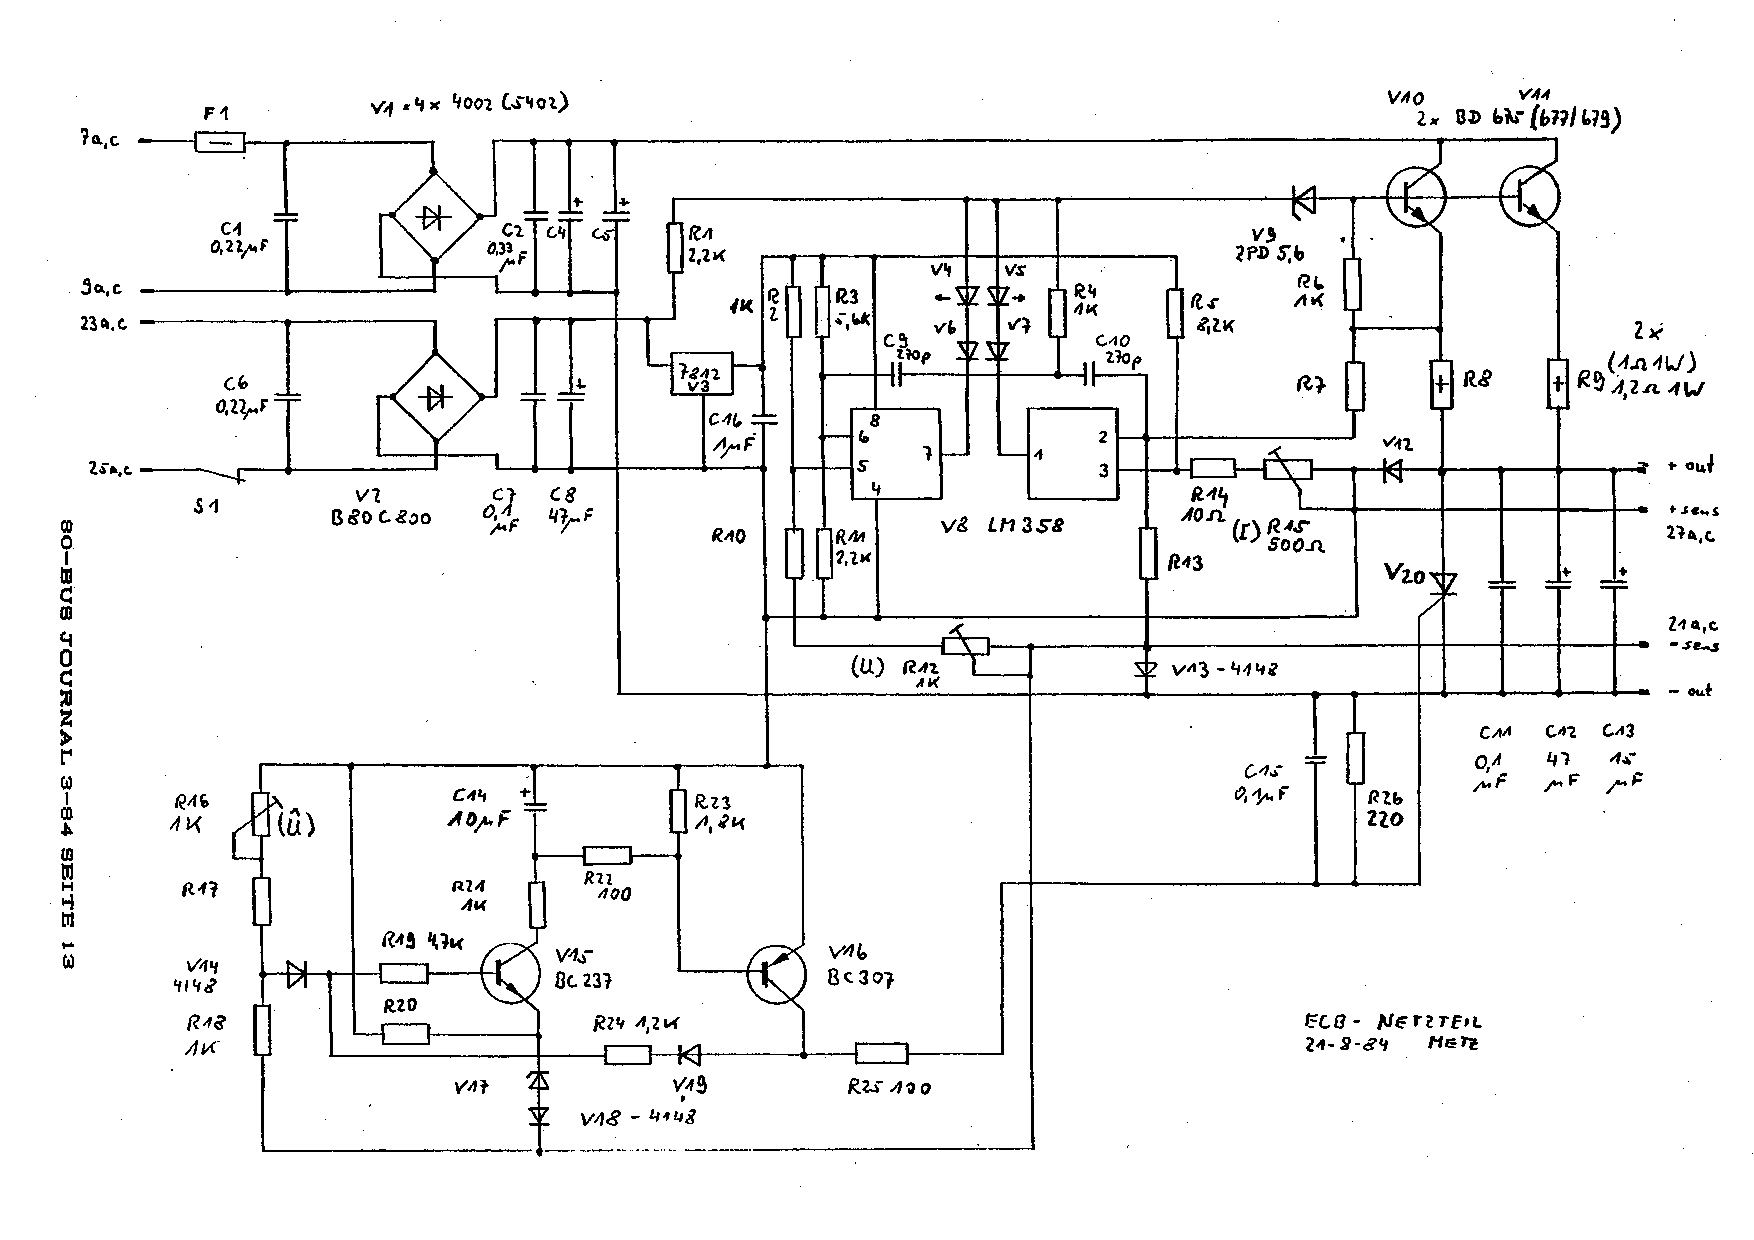 F1
V1 = 4x 4002 (5402)
V10
V11
2x BD 675 (677/679)
7a,c
C1
0,22µF
C2
0,33
µF
C4
C5
R1
2,2K
V9
ZPD 5,6
9a,c
23a,c
1K
R
2
R3
5,6K
V4
V5
R4
1K
R5
8,2K
R6
1K
V6
V7
C9
270p
C10
270p
2x
(1Ω 1W)
1,2Ω 1W
7812
V3
C6
0,22µF
R7
R8
R9
C16
1µF
8
6
5
7
4
1
2
3
V12
25a,c
S1
V2
B80C800
C7
0,1
µF
C8
47µF
R10
R11
2,2K
V8 LM358
R14
10Ω
(I)
R15
500Ω
+ out
+ sens
27a,c
R13
V20
(U)
R12
1K
V13 - 4148
21a,c
- sens
- out
C11
0,1
µF
C12
47
µF
C13
15
µF
C15
0,1µF
R26
220
R16
1K
(Û)
C14
10µF
R23
1,8K
R17
R21
1K
R22
100
V14
4148
R19 4,7K
V15
BC237
V16
BC307
R18
1K
R20
R24 1,2K
V17
V19
R25 100
V18 - 4148
ECB - NETZTEIL
21-8-84 METZ
80-BUS JOURNAL 3-84 SEITE 13